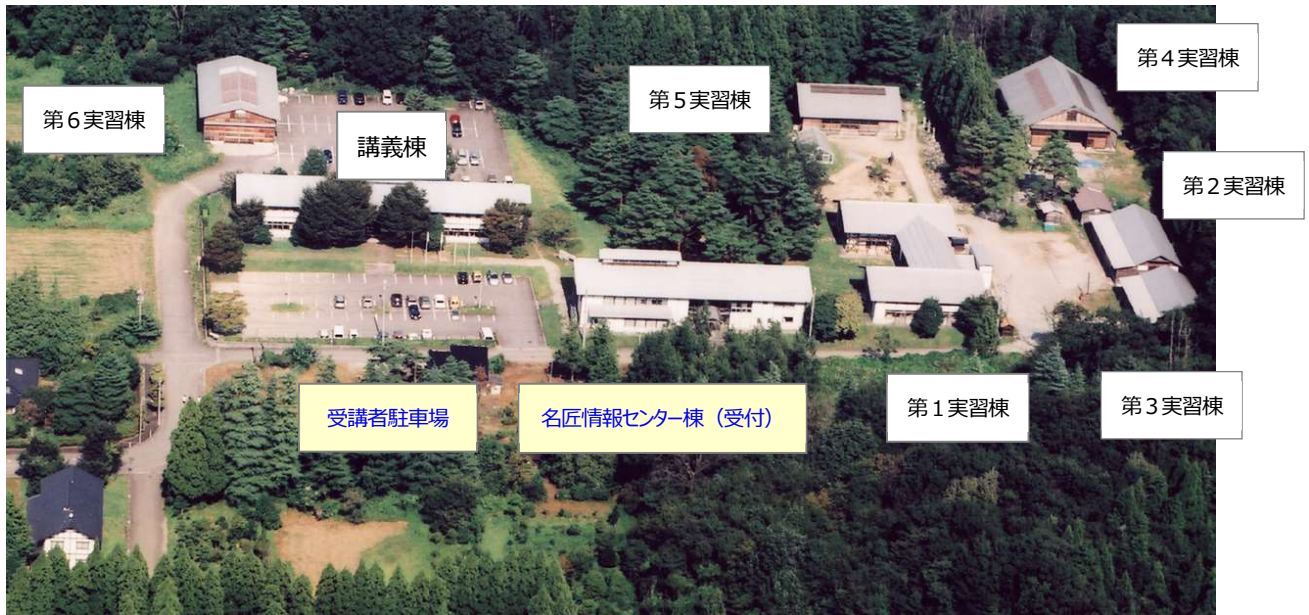 第４実習棟
第６実習棟
講義棟
第５実習棟
第２実習棟
受講者駐車場
名匠情報センター棟（受付）
第１実習棟
第３実習棟